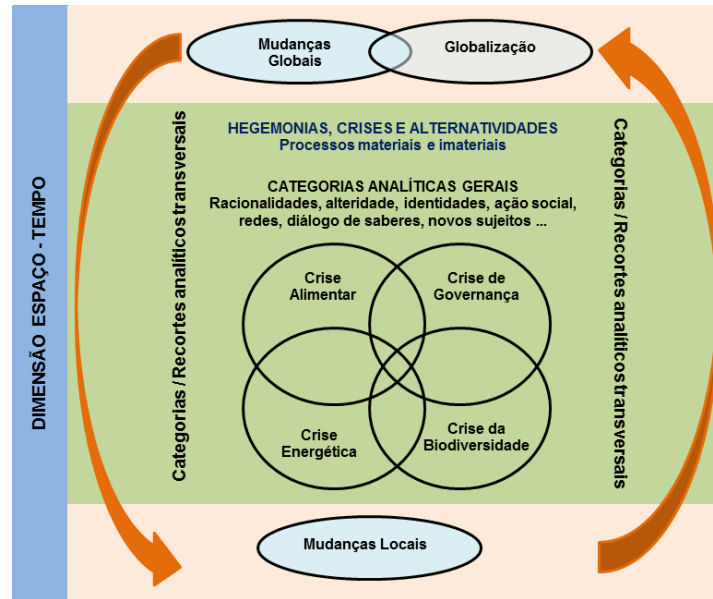 Mudanças
Globais
Globalização
DIMENSÃO ESPAÇO - TEMPO
Categorias / Recortes analíticos transversais
HEGEMONIAS, CRISES E ALTERNATIVIDADES
Processos materiais e imateriais
CATEGORIAS ANALÍTICAS GERAIS
Racionalidades, alteridade, identidades, ação social,
redes, diálogo de saberes, novos sujeitos ...
Crise
Alimentar
Crise de
Governança
Crise
Energética
Crise da
Biodiversidade
Categorias / Recortes analíticos transversais
Mudanças Locais